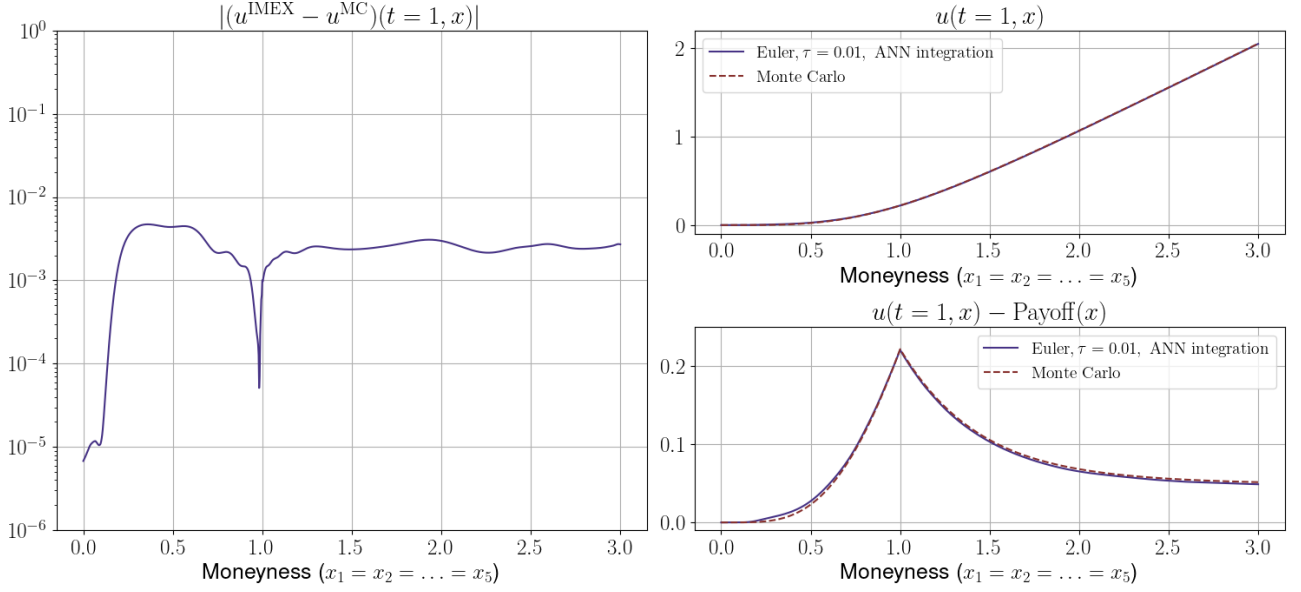 |(u^IMEX − u^MC)(t = 1, x)|
10^0
10^−1
10^−2
10^−3
10^−4
10^−5
10^−6
0.0 0.5 1.0 1.5 2.0 2.5 3.0
Moneyness (x_1 = x_2 = … = x_5)
u(t = 1, x)
Euler, τ = 0.01, ANN integration
Monte Carlo
2
1
0
0.0 0.5 1.0 1.5 2.0 2.5 3.0
Moneyness (x_1 = x_2 = … = x_5)
u(t = 1, x) − Payoff(x)
Euler, τ = 0.01, ANN integration
Monte Carlo
0.2
0.1
0.0
0.0 0.5 1.0 1.5 2.0 2.5 3.0
Moneyness (x_1 = x_2 = … = x_5)